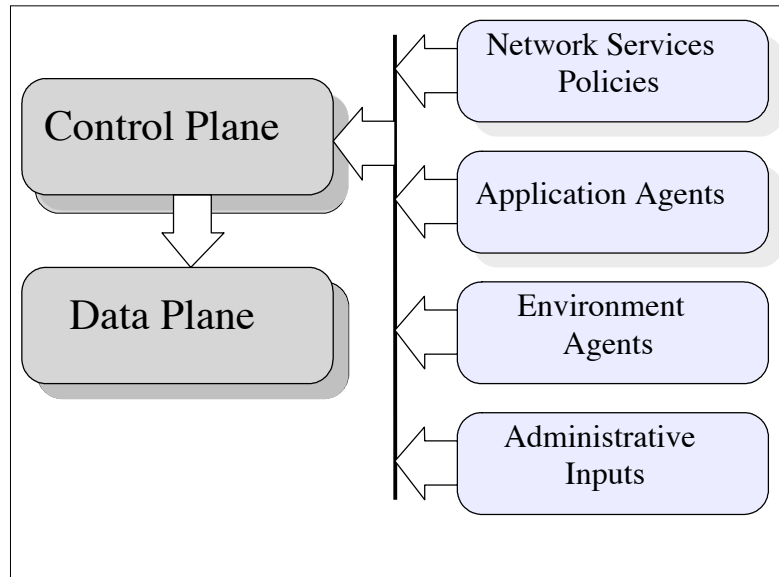 Control Plane
Data Plane
Network Services
Policies
Application Agents
Environment
Agents
Administrative
Inputs